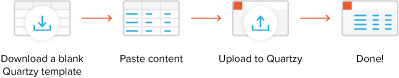 Download a blank
Quartzy template
Paste content
Upload to Quartzy
Done!